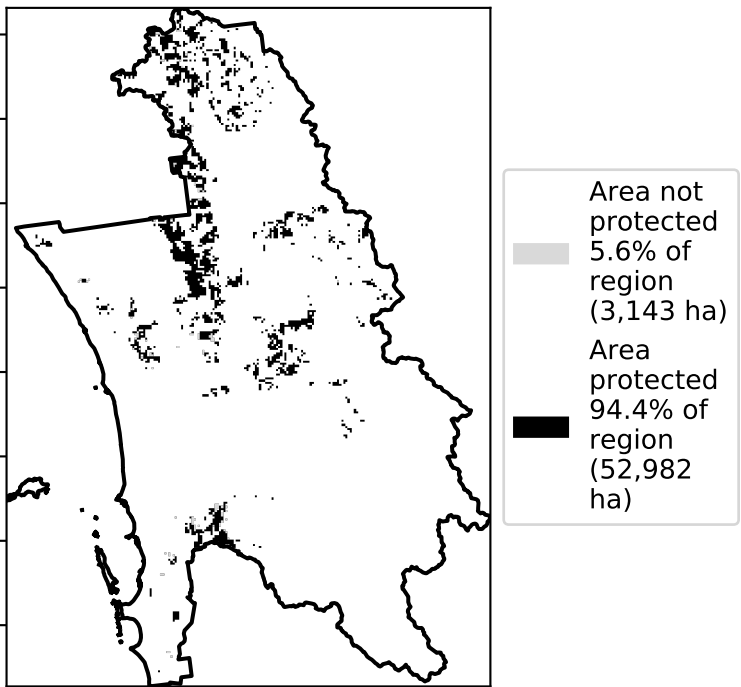 Area not
protected
5.6% of
region
(3,143 ha)
Area
protected
94.4% of
region
(52,982
ha)